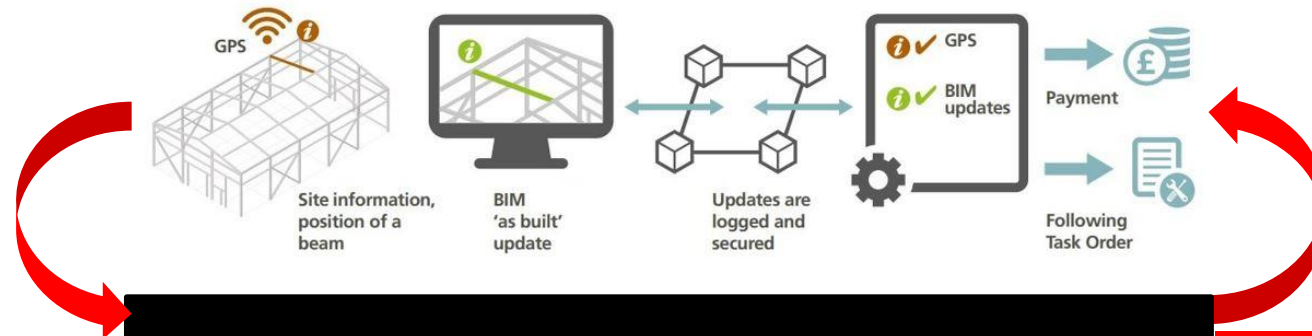 GPS
Site information,
position of a
beam
BIM
'as built'
update
Updates are
logged and
secured
GPS
BIM
updates
Payment
£
Following
Task Order